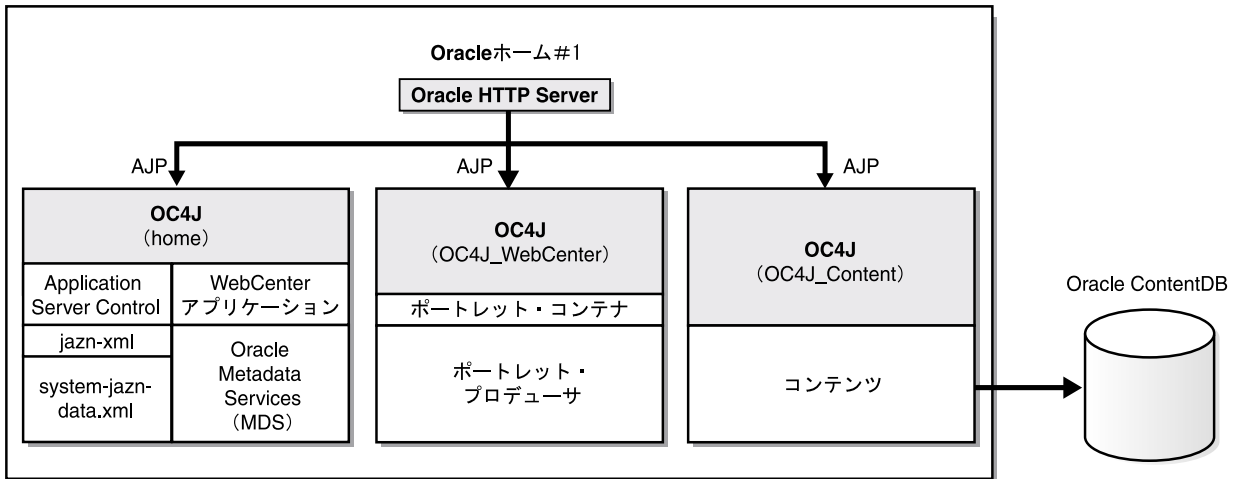 Oracleホーム#1
Oracle HTTP Server
AJP
AJP
AJP
OC4J
(home)
Application
Server Control
WebCenter
アプリケーション
jazn-xml
system-jazn-
data.xml
Oracle
Metadata
Services
(MDS)
OC4J
(OC4J_WebCenter)
ポートレット・コンテナ
ポートレット・
プロデューサ
OC4J
(OC4J_Content)
コンテンツ
Oracle ContentDB